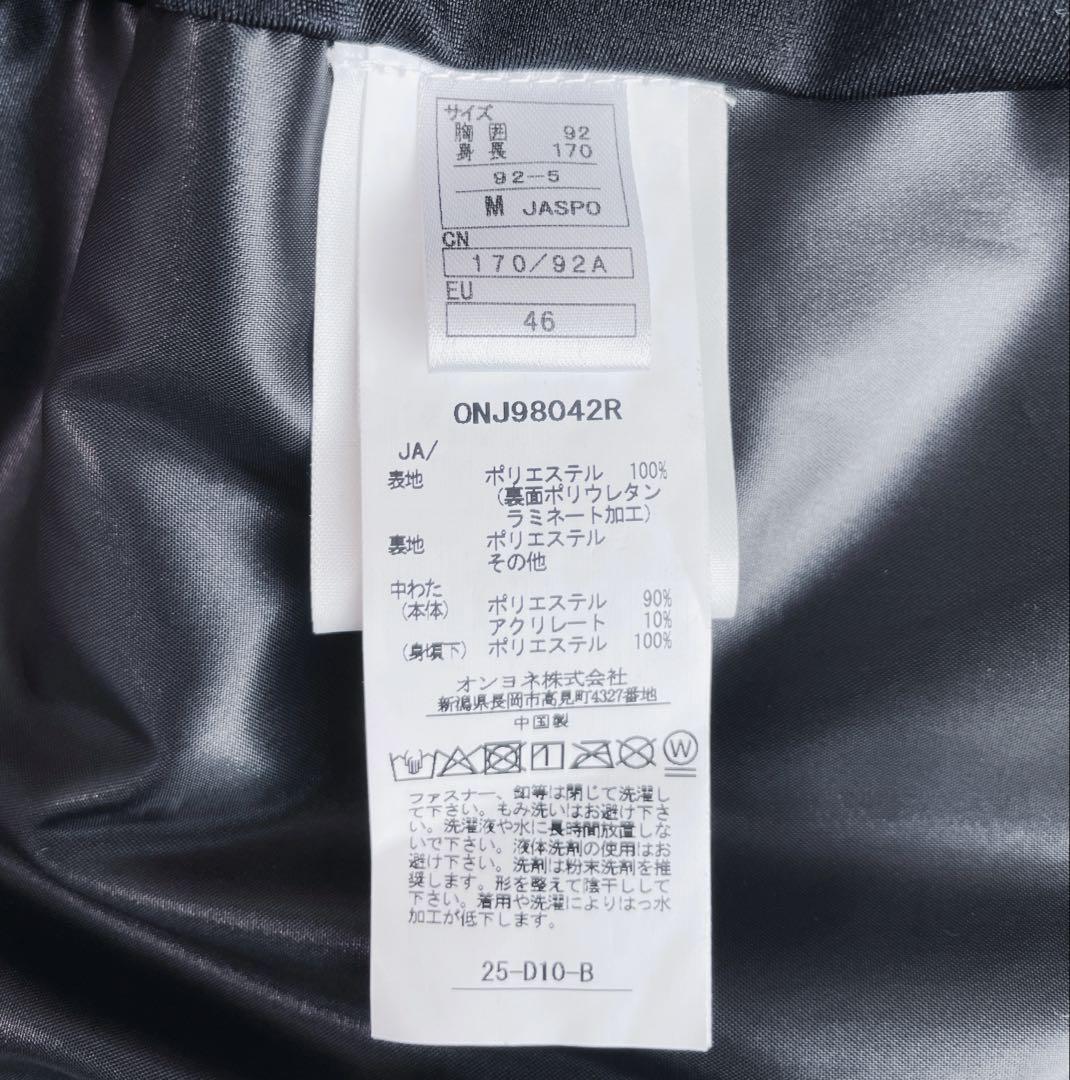 サイズ
胸囲 92
身長 170
92-5
M JASPO
CN
170/92A
EU
46
ONJ98042R
JA/
表地 ポリエステル 100%
(裏面ポリウレタン
ラミネート加工)
裏地 ポリエステル
その他
中わた
(本体) ポリエステル 90%
アクリレート 10%
(身頃下) ポリエステル 100%
オンヨネ株式会社
新潟県長岡市高見町4327番地
中国製
W
ファスナー、釦等は閉じて洗濯し
て下さい。もみ洗いはお避け下さ
い。洗濯液や水に長時間放置しな
いで下さい。液体洗剤の使用はお
避け下さい。洗剤は粉末洗剤を推
奨します。形を整えて陰干しして
下さい。着用や洗濯によりはっ水
加工が低下します。
25-D10-B